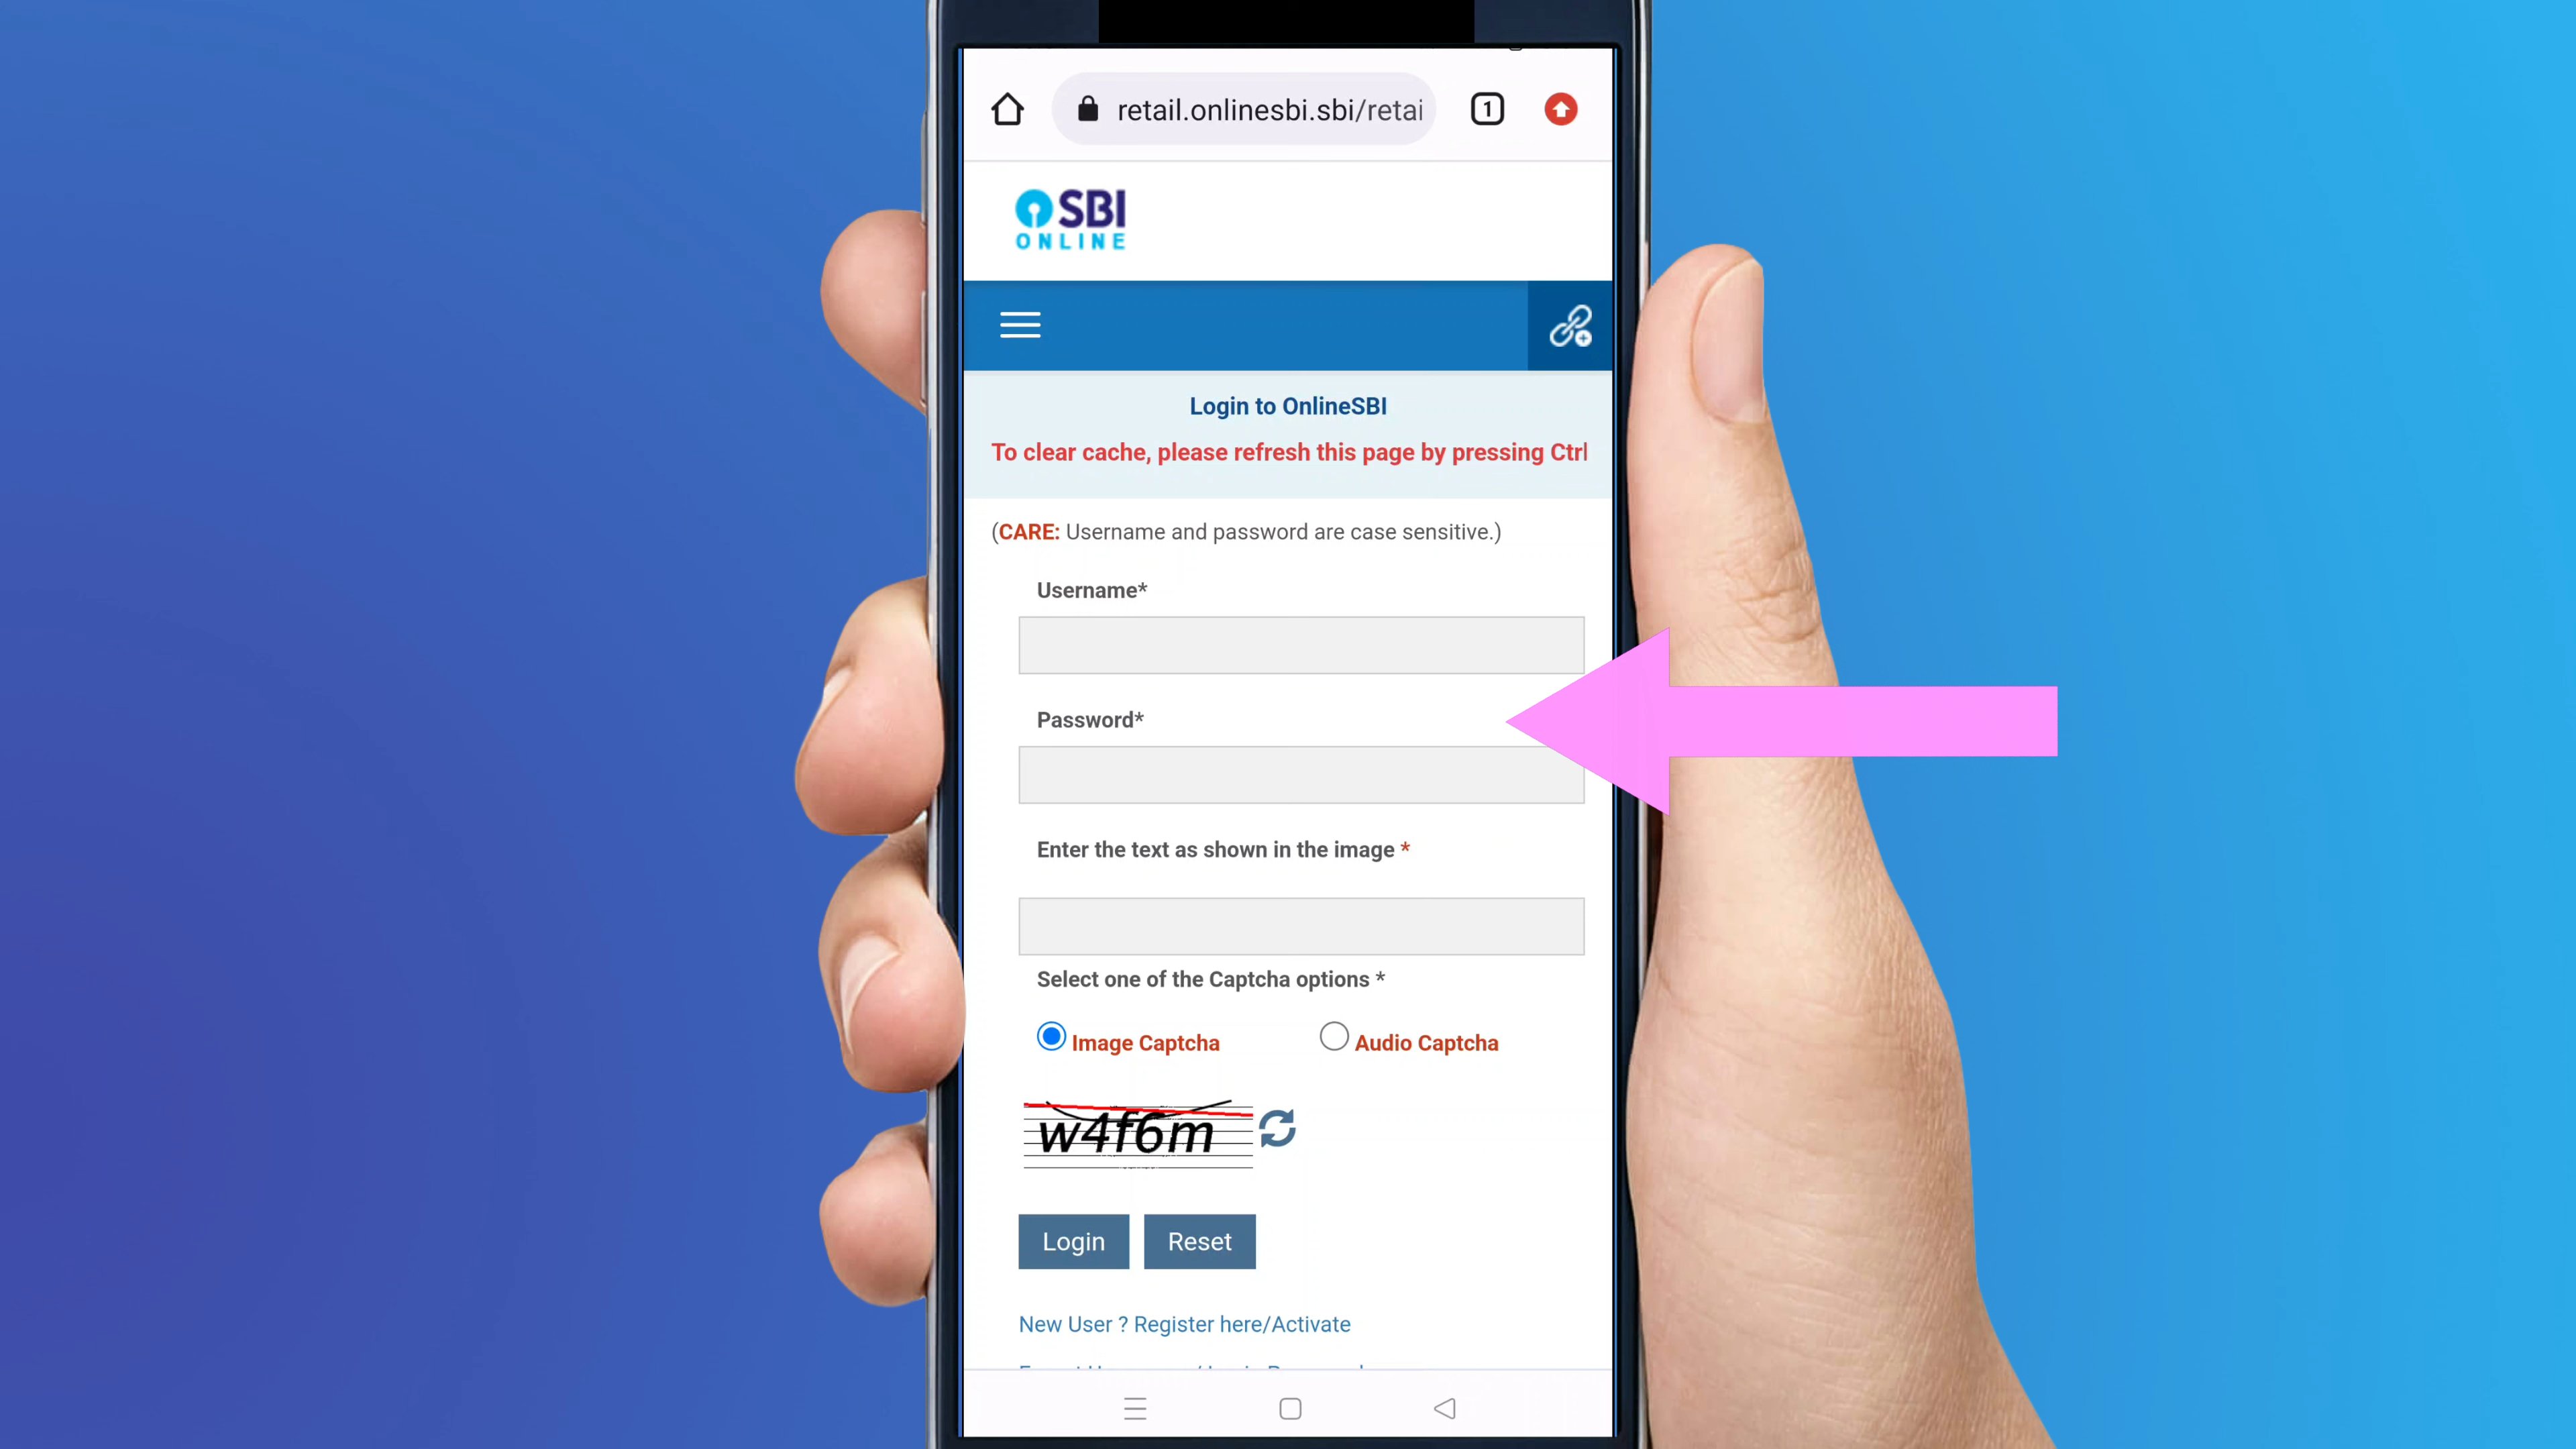 1
retail.onlinesbi.sbi/retai
SBI
ONLINE
Login to OnlineSBI
To clear cache, please refresh this page by pressing Ctrl
(CARE: Username and password are case sensitive.)
Username*
Password*
Enter the text as shown in the image *
Select one of the Captcha options *
Image Captcha
Audio Captcha
w4f6m
Login
Reset
New User ? Register here/Activate